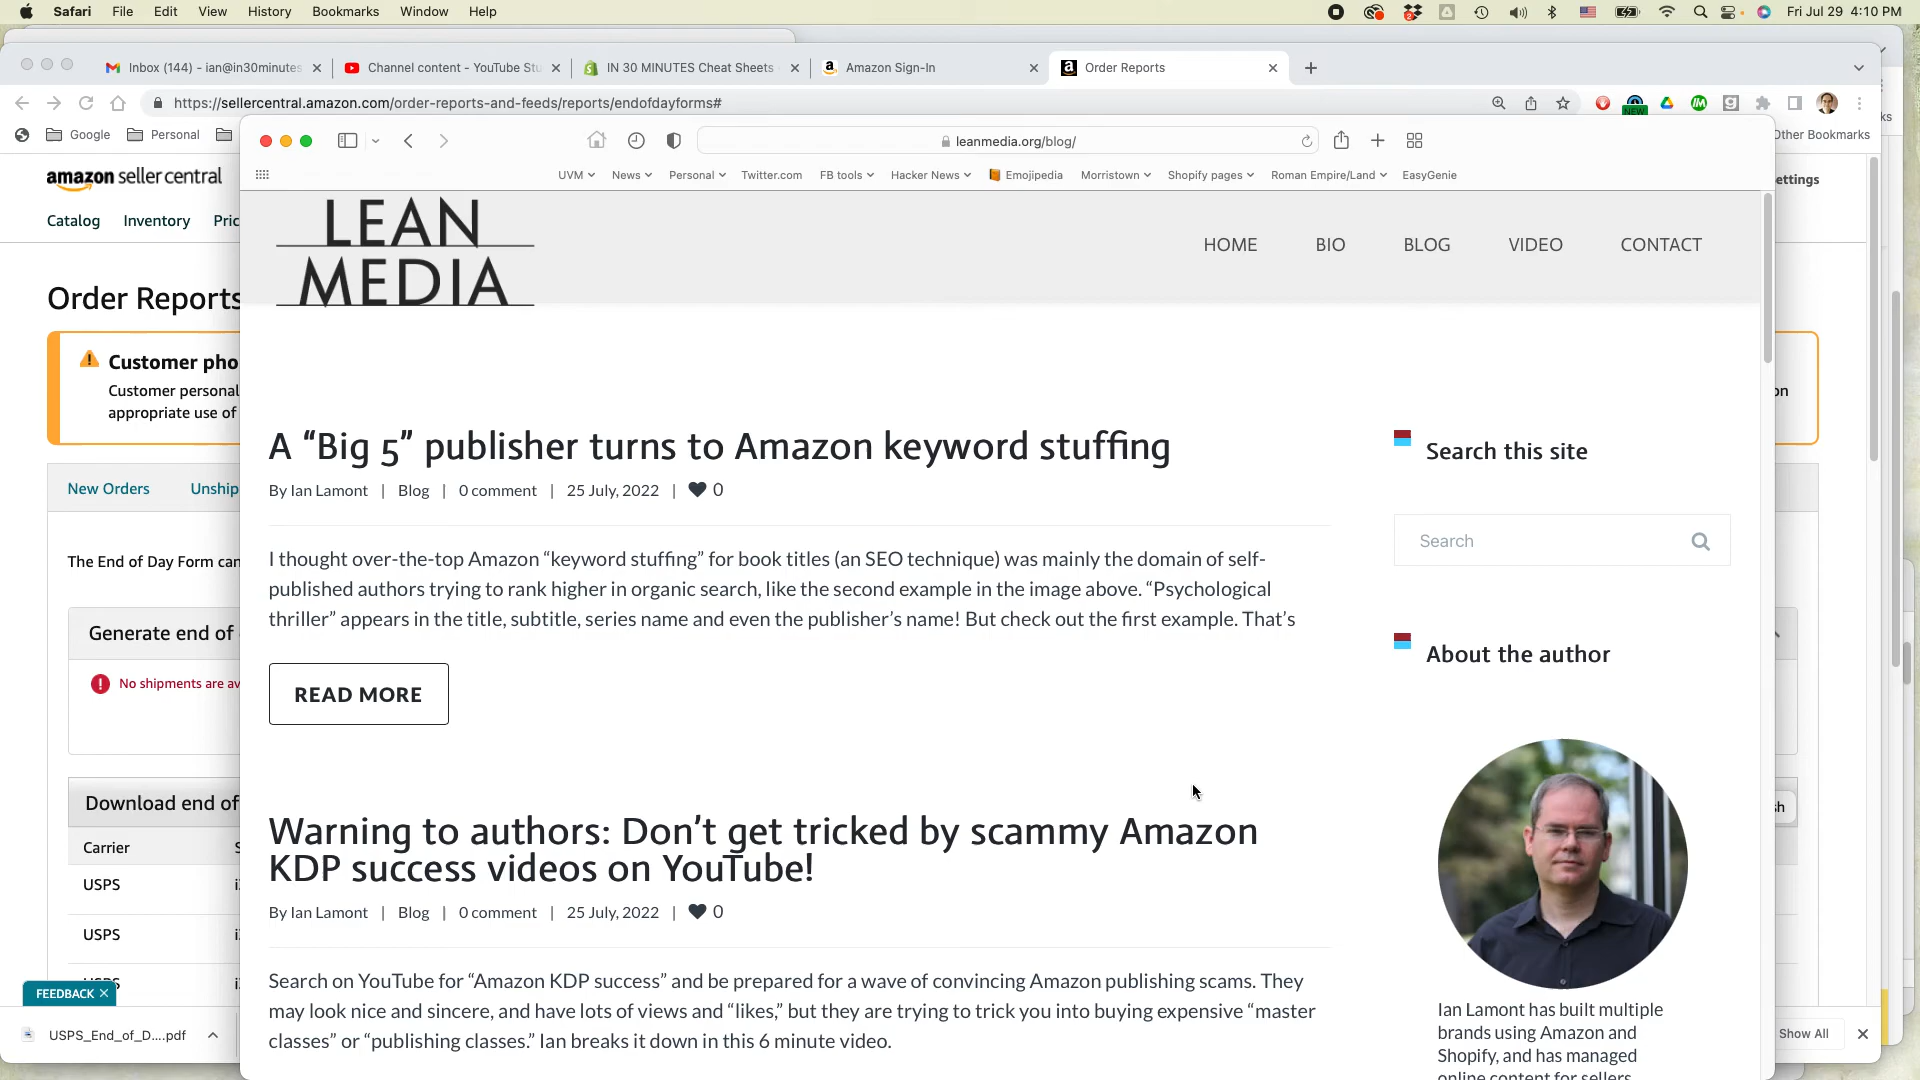 Safari File Edit View History Bookmarks Window Help
2
Fri Jul 29 4:10 PM
Inbox (144) - ian@in30minutes
Channel content - YouTube Stu
IN 30 MINUTES Cheat Sheets
Amazon Sign-In
Order Reports
https://sellercentral.amazon.com/order-reports-and-feeds/reports/endofdayforms#
NEW
Google
Personal
Other Bookmarks
ks
leanmedia.org/blog/
UVM News Personal Twitter.com FB tools Hacker News Emojipedia Morristown Shopify pages Roman Empire/Land EasyGenie
amazon seller central
ettings
Catalog Inventory Pric
LEAN
MEDIA
HOME BIO BLOG VIDEO CONTACT
Order Reports
Customer pho
Customer personal
appropriate use of
on
New Orders Unship
The End of Day Form can
Generate end of
No shipments are av
Download end of
sh
Carrier S
USPS
USPS
A “Big 5” publisher turns to Amazon keyword stuffing
By Ian Lamont | Blog | 0 comment | 25 July, 2022 | 0
I thought over-the-top Amazon “keyword stuffing” for book titles (an SEO technique) was mainly the domain of self-
published authors trying to rank higher in organic search, like the second example in the image above. “Psychological
thriller” appears in the title, subtitle, series name and even the publisher’s name! But check out the first example. That’s
READ MORE
Warning to authors: Don’t get tricked by scammy Amazon
KDP success videos on YouTube!
By Ian Lamont | Blog | 0 comment | 25 July, 2022 | 0
Search on YouTube for “Amazon KDP success” and be prepared for a wave of convincing Amazon publishing scams. They
may look nice and sincere, and have lots of views and “likes,” but they are trying to trick you into buying expensive “master
classes” or “publishing classes.” Ian breaks it down in this 6 minute video.
Search this site
Search
About the author
Ian Lamont has built multiple
brands using Amazon and
Shopify, and has managed
online content for sellers
FEEDBACK
USPS_End_of_D....pdf
Show All